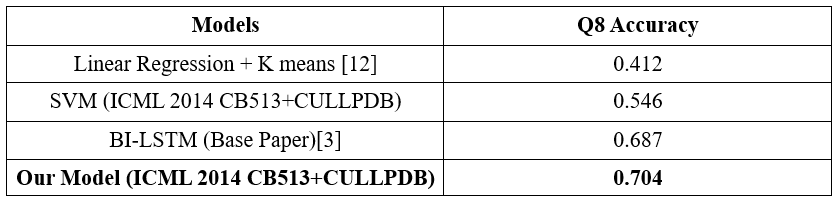 Models Q8 Accuracy
Linear Regression + K means [12] 0.412
SVM (ICML 2014 CB513+CULLPDB) 0.546
BI-LSTM (Base Paper)[3] 0.687
Our Model (ICML 2014 CB513+CULLPDB) 0.704